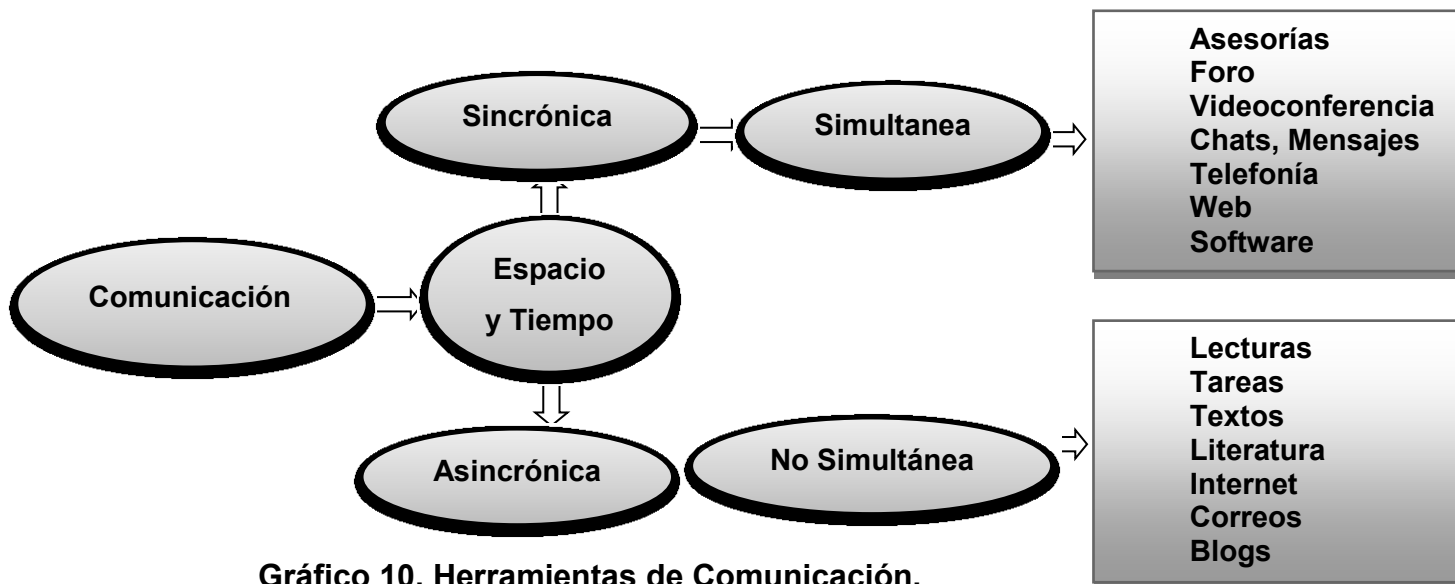 Comunicación
Espacio
y Tiempo
Sincrónica
Simultanea
Asesorías
Foro
Videoconferencia
Chats, Mensajes
Telefonía
Web
Software
Asincrónica
No Simultánea
Lecturas
Tareas
Textos
Literatura
Internet
Correos
Blogs
Gráfico 10. Herramientas de Comunicación.